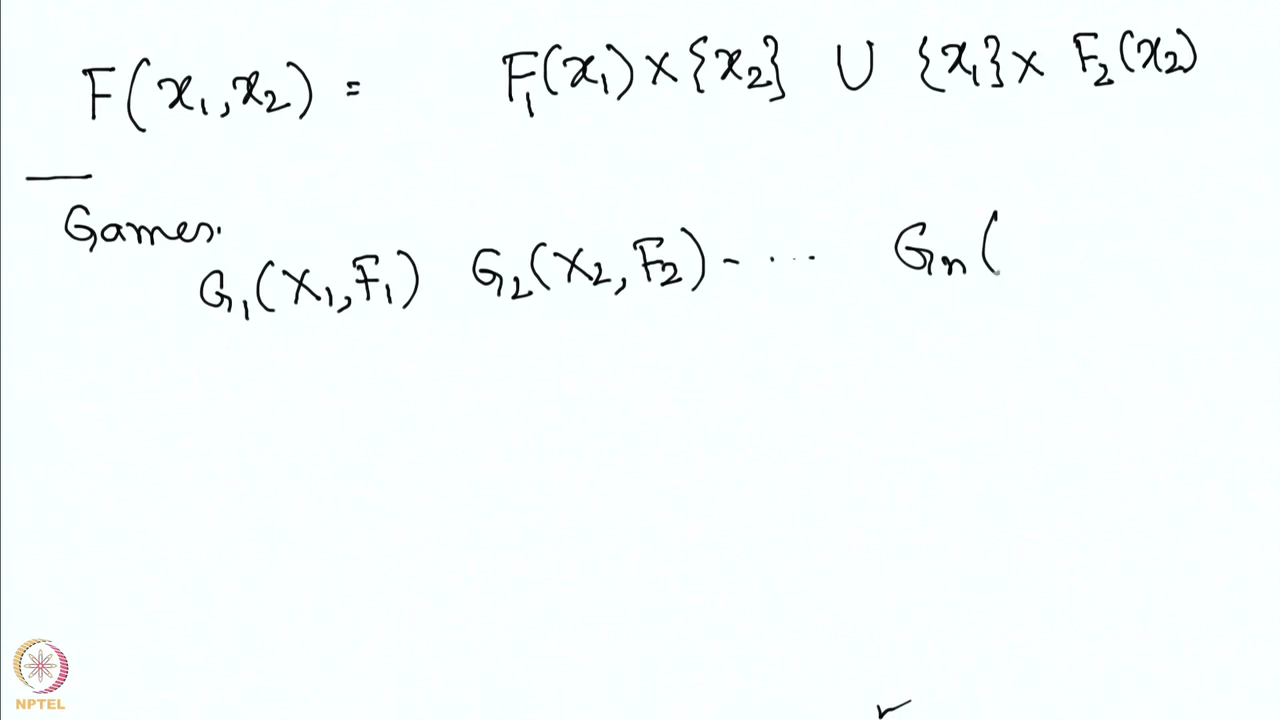 F(x₁,x₂) = F₁(x₁) × {x₂} ∪ {x₁} × F₂(x₂)
Games.
G₁(X₁,F₁) G₂(X₂,F₂) - ... Gₙ(
NPTEL